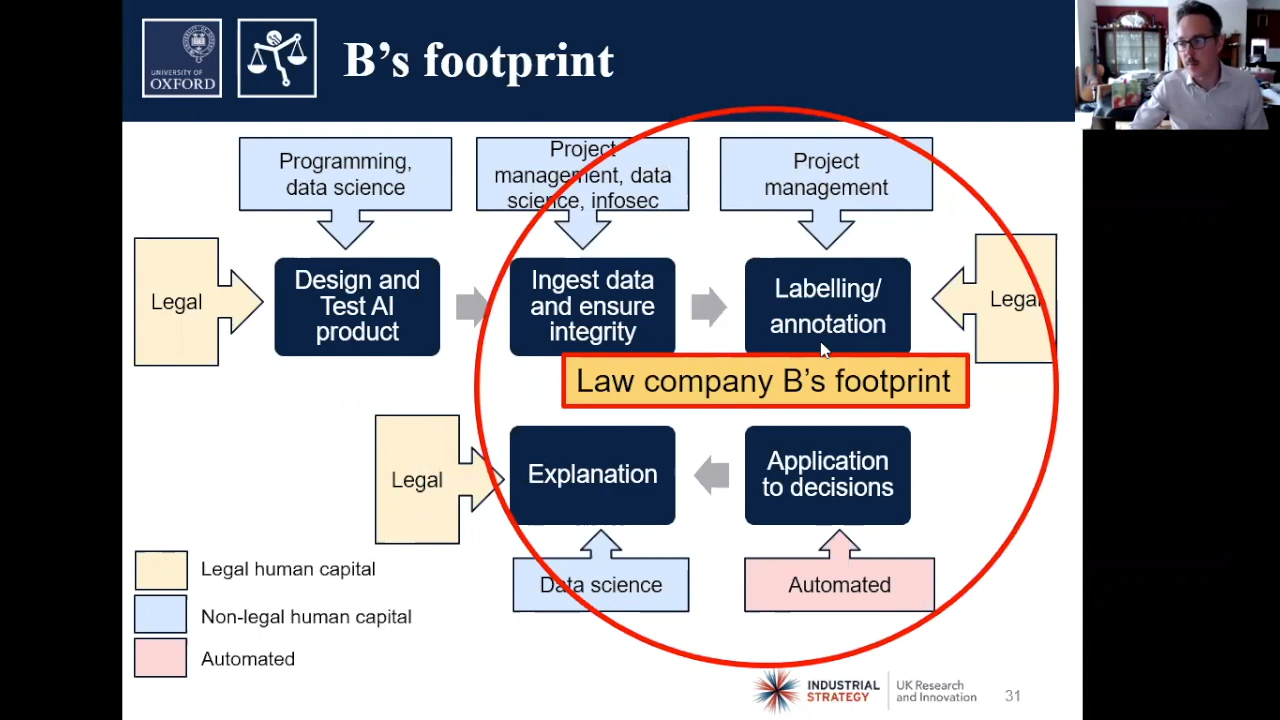 UNIVERSITY OF
OXFORD
B's footprint
Programming,
data science
Project
management, data
science, infosec
Project
management
Legal
Design and
Test AI
product
Ingest data
and ensure
integrity
Labelling/
annotation
Legal
Law company B's footprint
Legal
Explanation
Application
to decisions
Data science
Automated
Legal human capital
Non-legal human capital
Automated
INDUSTRIAL
STRATEGY
UK Research
and Innovation
31